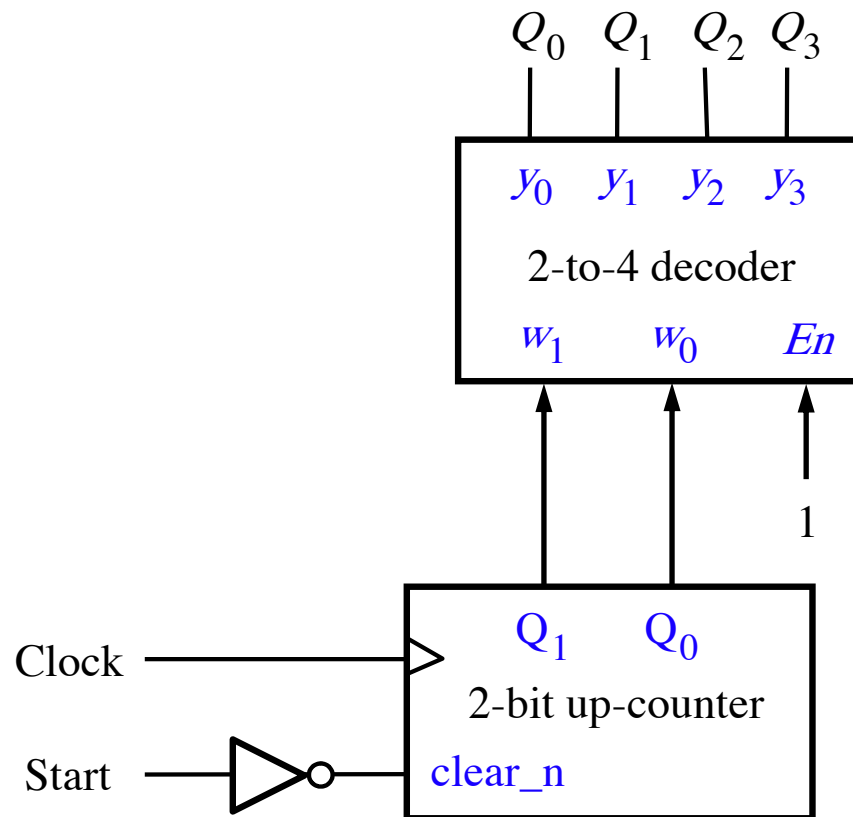 Q0 Q1 Q2 Q3
y0 y1 y2 y3
2-to-4 decoder
w1 w0 En
1
Q1 Q0
Clock
2-bit up-counter
Start
clear_n